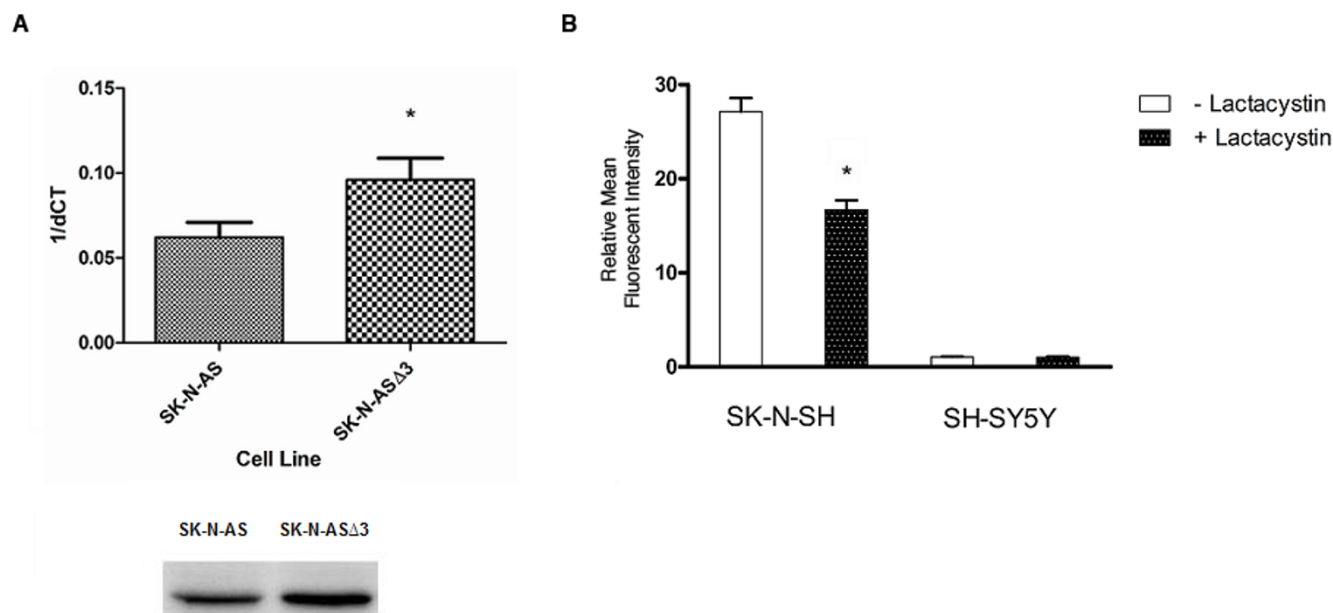 A
0.15
*
0.10
1/dCT
0.05
0.00
SK-N-AS
SK-N-ASΔ3
Cell Line
SK-N-AS SK-N-ASΔ3
B
30
20
10
0
Relative Mean
Fluorescent Intensity
*
SK-N-SH SH-SY5Y
- Lactacystin
+ Lactacystin